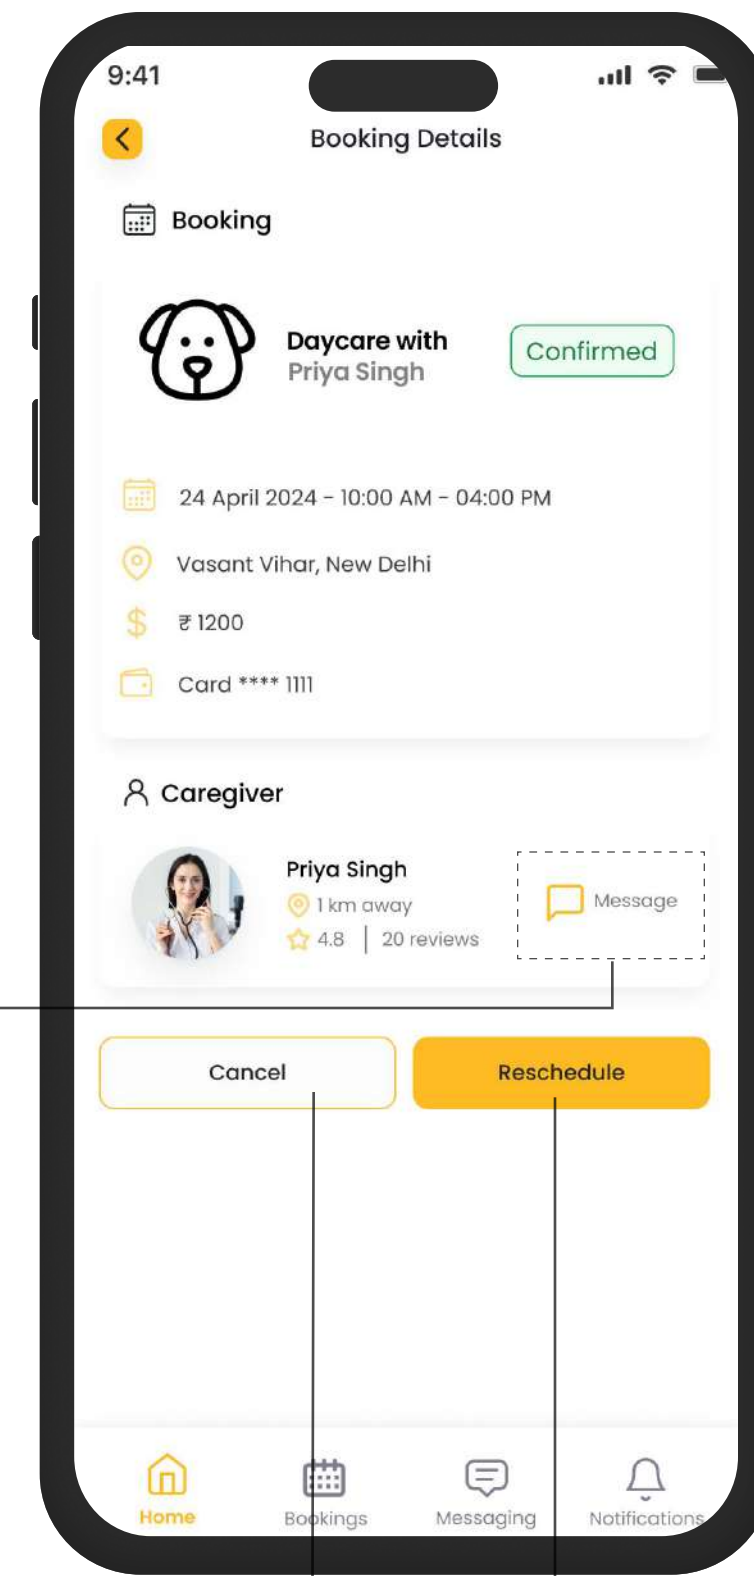 9:41
Booking Details
Booking
Daycare with
Priya Singh
Confirmed
24 April 2024 – 10:00 AM – 04:00 PM
Vasant Vihar, New Delhi
$ ₹ 1200
Card **** 1111
Caregiver
Priya Singh
1 km away
4.8 | 20 reviews
Message
Cancel
Reschedule
Home
Bookings
Messaging
Notifications